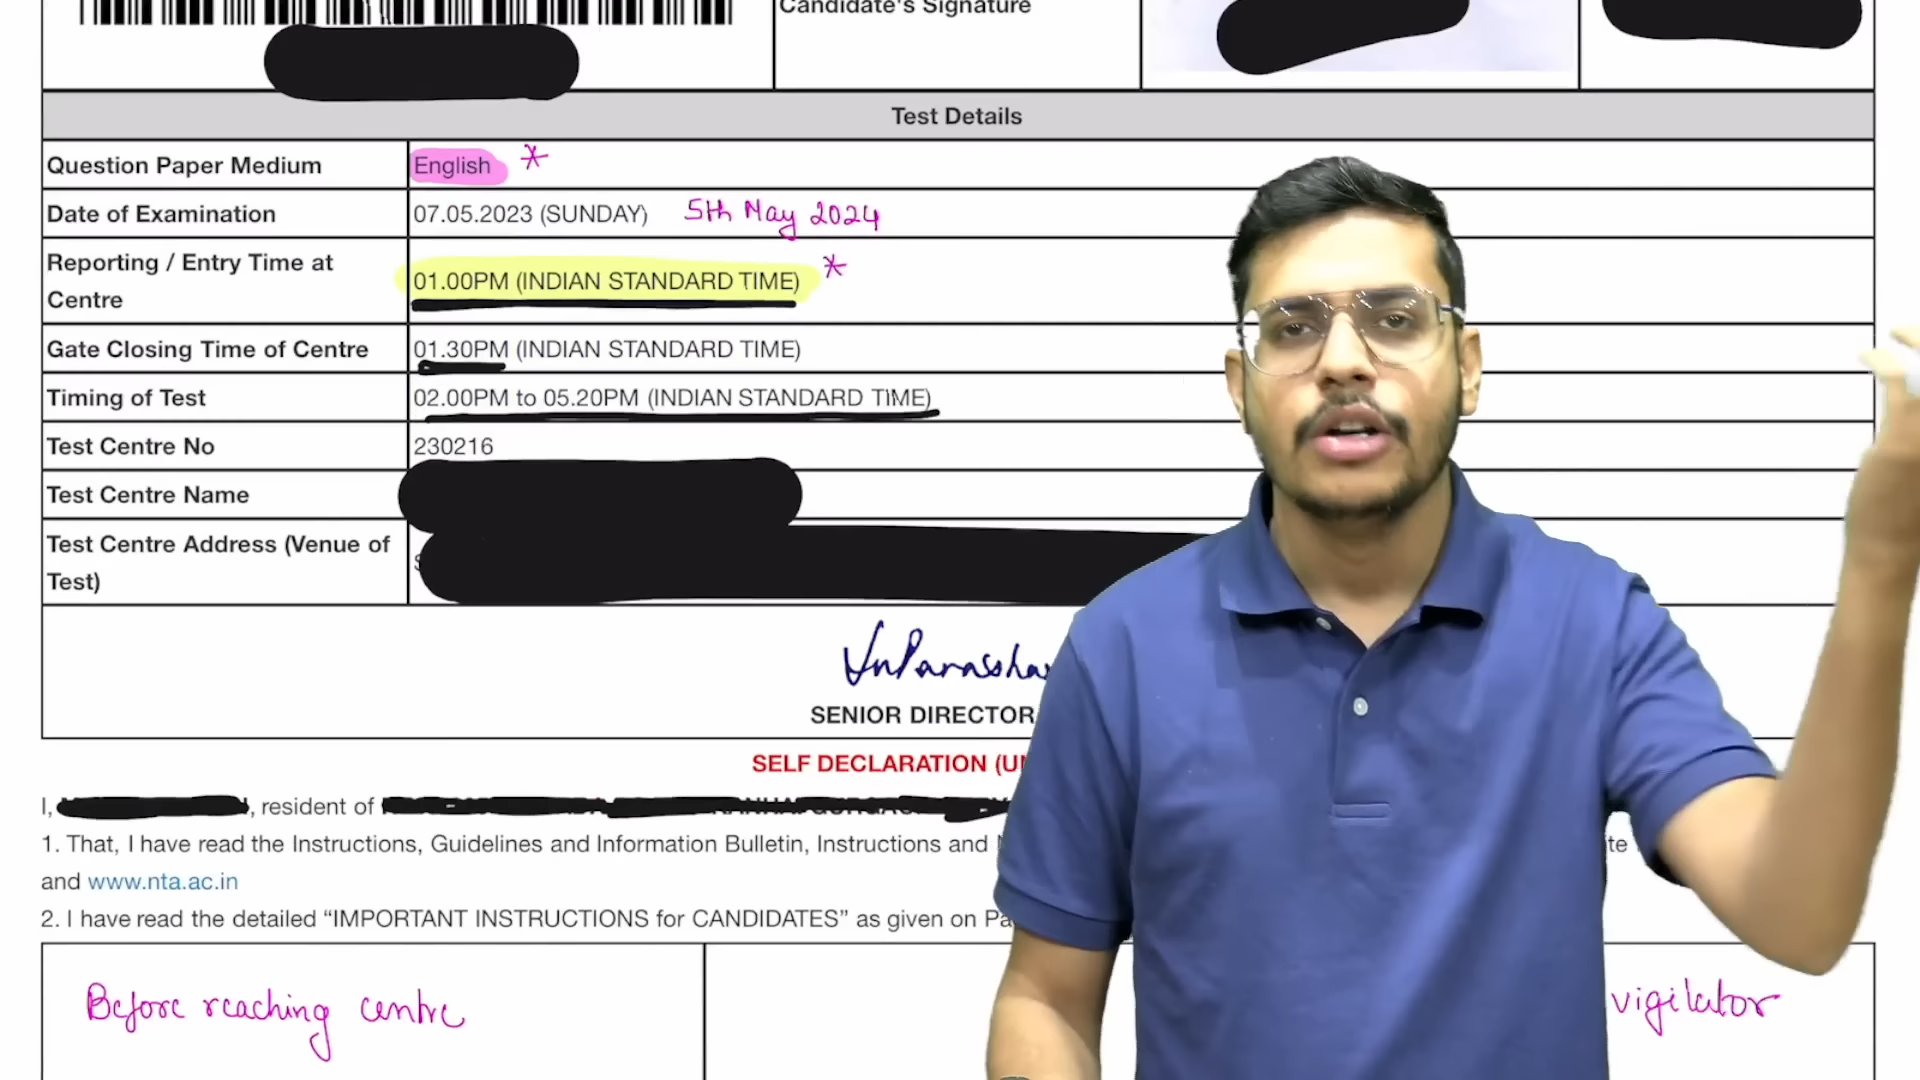 Candidate's Signature
Test Details
Question Paper Medium English *
Date of Examination 07.05.2023 (SUNDAY) 5th May 2024
Reporting / Entry Time at
Centre
01.00PM (INDIAN STANDARD TIME) *
Gate Closing Time of Centre 01.30PM (INDIAN STANDARD TIME)
Timing of Test 02.00PM to 05.20PM (INDIAN STANDARD TIME)
Test Centre No 230216
Test Centre Name
Test Centre Address (Venue of
Test)
SENIOR DIRECTOR
SELF DECLARATION
I, , resident of
1. That, I have read the Instructions, Guidelines and Information Bulletin, Instructions and
and www.nta.ac.in
2. I have read the detailed “IMPORTANT INSTRUCTIONS for CANDIDATES” as given on
Before reaching centre
vigilator